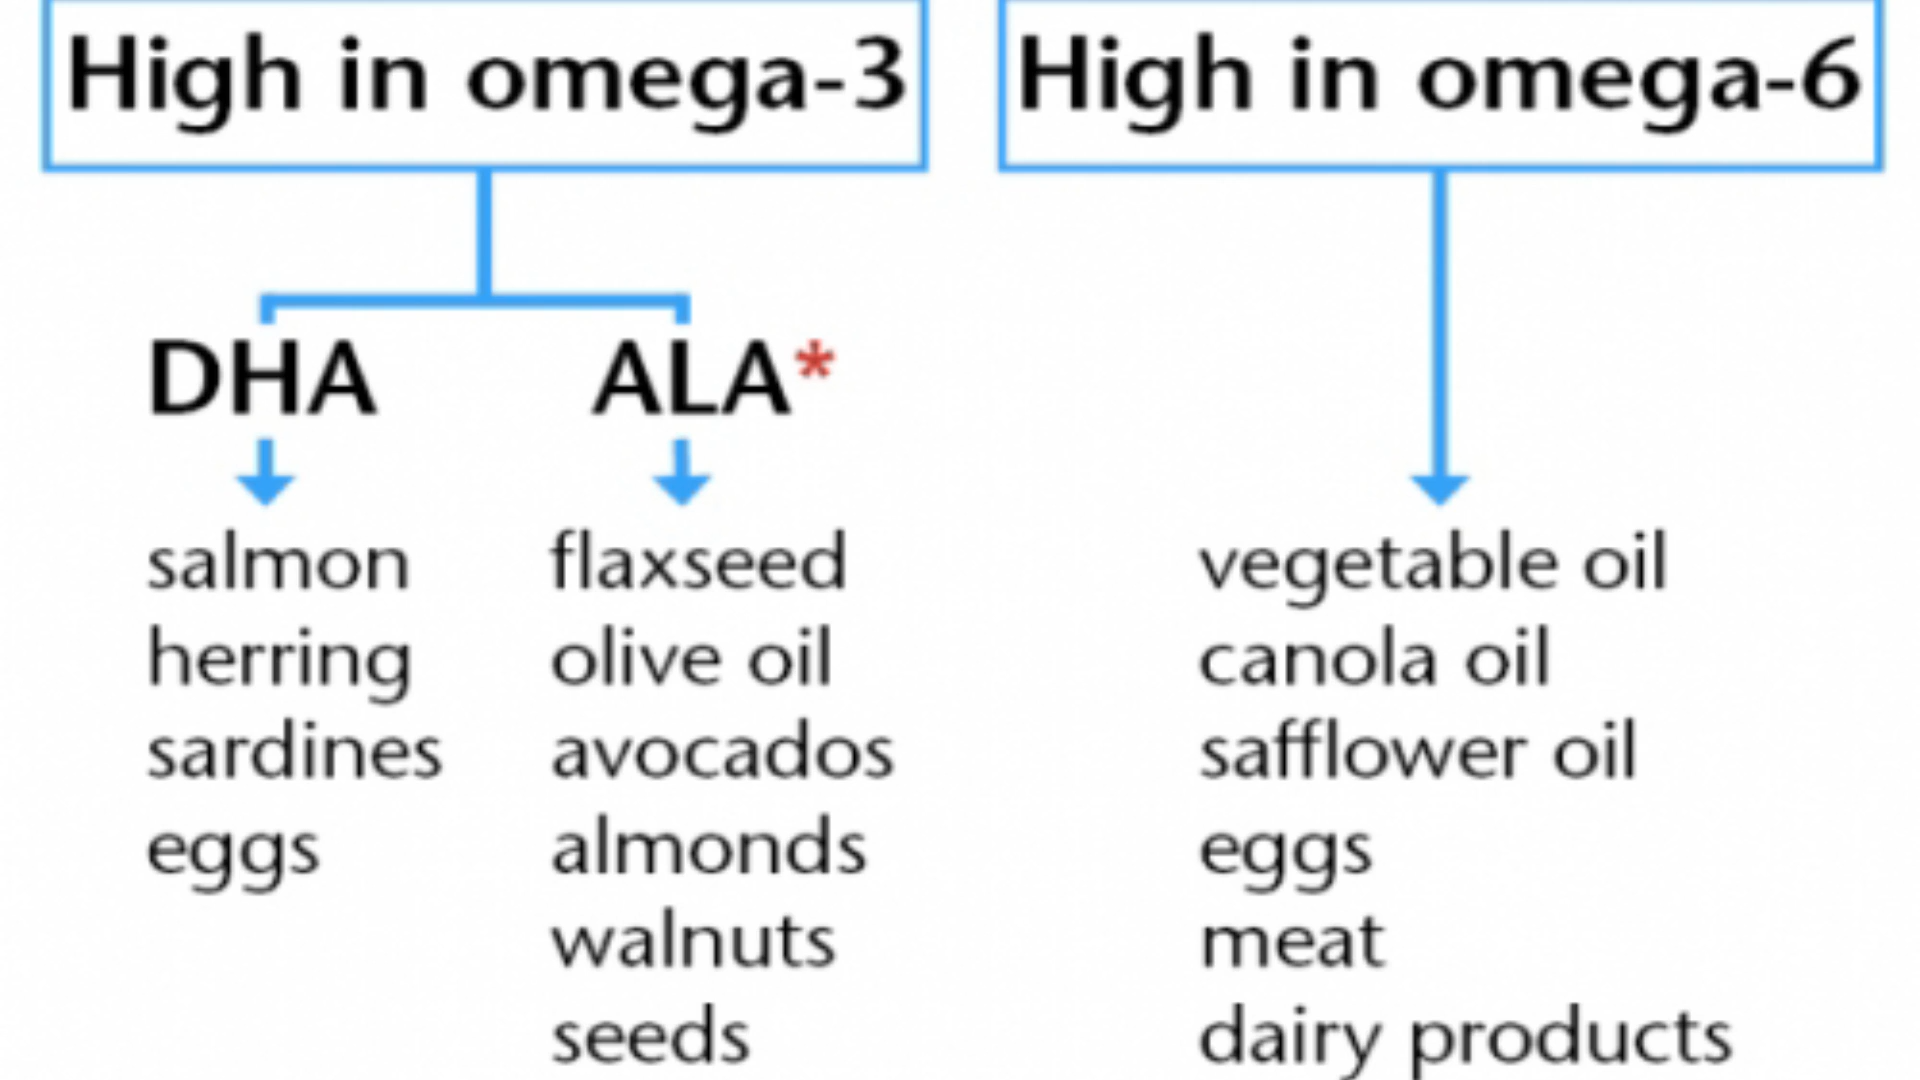 High in omega-3
DHA
salmon
herring
sardines
eggs
ALA*
flaxseed
olive oil
avocados
almonds
walnuts
seeds
High in omega-6
vegetable oil
canola oil
safflower oil
eggs
meat
dairy products